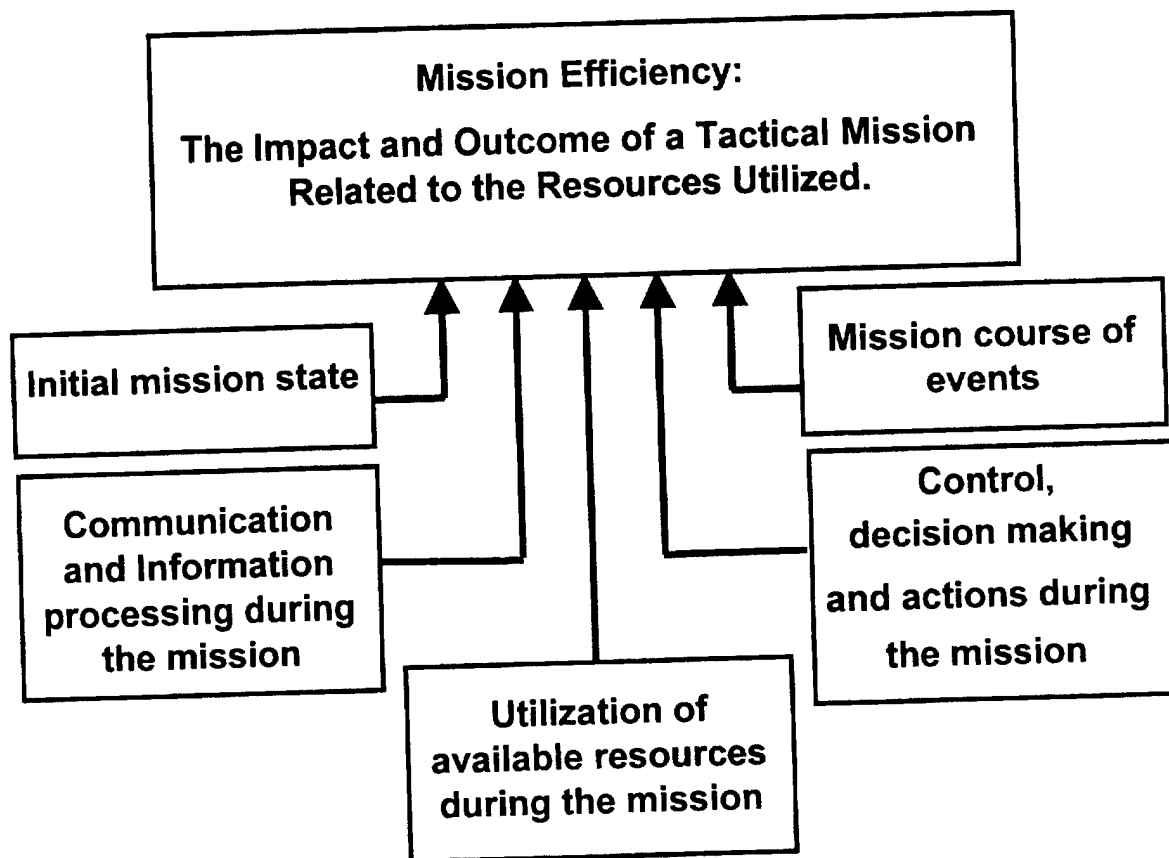 Mission Efficiency:
The Impact and Outcome of a Tactical Mission
Related to the Resources Utilized.
Initial mission state
Mission course of
events
Communication
and Information
processing during
the mission
Control,
decision making
and actions during
the mission
Utilization of
available resources
during the mission